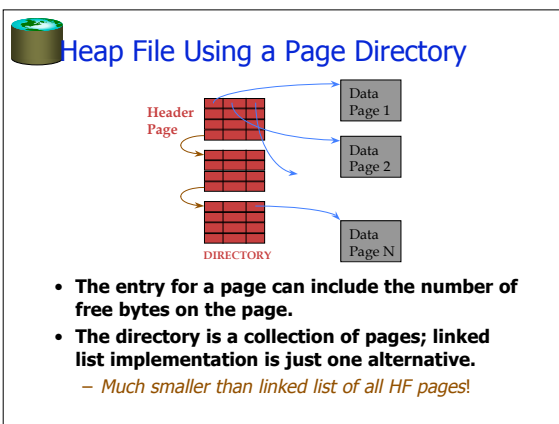 Heap File Using a Page Directory
Header
Page
Data
Page 1
Data
Page 2
Data
Page N
DIRECTORY
• The entry for a page can include the number of
free bytes on the page.
• The directory is a collection of pages; linked
list implementation is just one alternative.
– Much smaller than linked list of all HF pages!